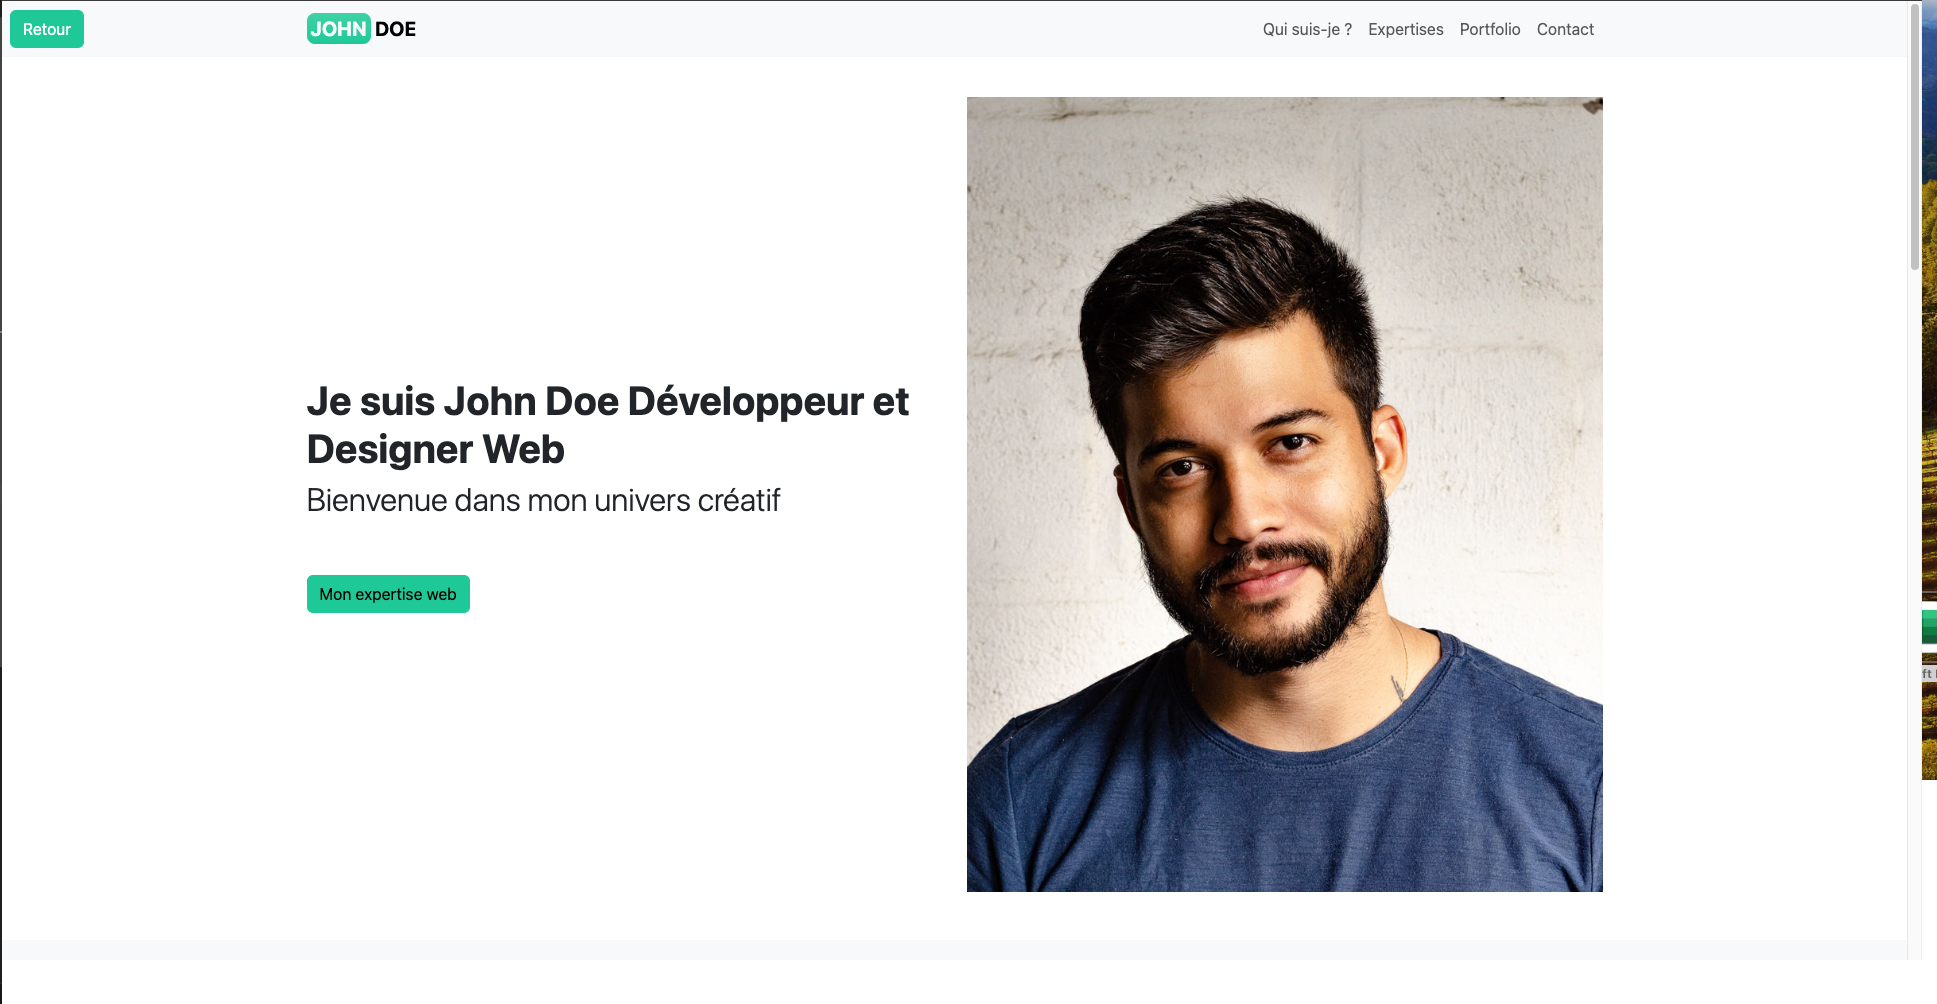 Retour
JOHN DOE
Qui suis-je ? Expertises Portfolio Contact
Je suis John Doe Développeur et
Designer Web
Bienvenue dans mon univers créatif
Mon expertise web
ft